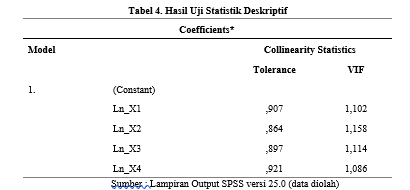 Tabel 4. Hasil Uji Statistik Deskriptif
Coefficients*
Model Collinearity Statistics
Tolerance VIF
1. (Constant)
Ln_X1 ,907 1,102
Ln_X2 ,864 1,158
Ln_X3 ,897 1,114
Ln_X4 ,921 1,086
Sumber : Lampiran Output SPSS versi 25.0 (data diolah)